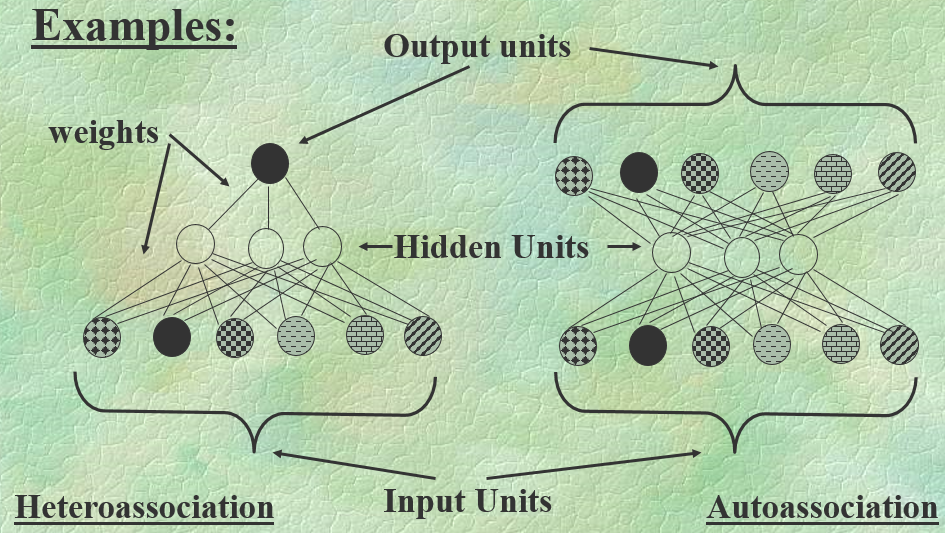 Examples:
Output units
weights
Hidden Units
Input Units
Heteroassociation
Autoassociation